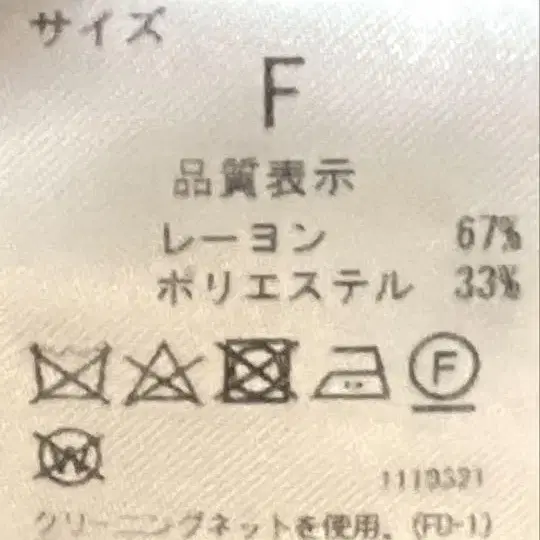 サイズ
F
品質表示
レーヨン 67%
ポリエステル 33%
F
W
1119321
クリーニングネットを使用。(FD-1)